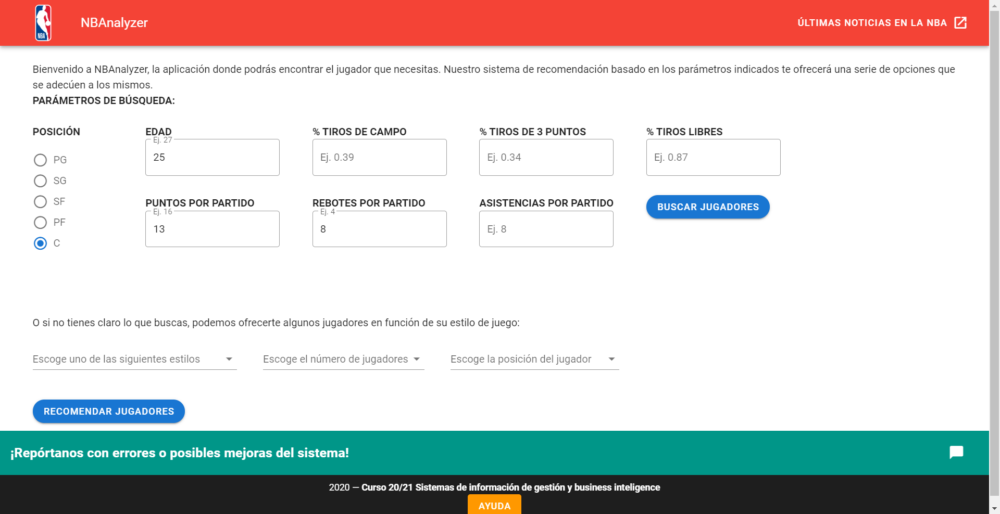 NBA
NBAnalyzer
ÚLTIMAS NOTICIAS EN LA NBA
Bienvenido a NBAnalyzer, la aplicación donde podrás encontrar el jugador que necesitas. Nuestro sistema de recomendación basado en los parámetros indicados te ofrecerá una serie de opciones que
se adecúen a los mismos.
PARÁMETROS DE BÚSQUEDA:
POSICIÓN
PG
SG
SF
PF
C
EDAD
Ej. 27
25
% TIROS DE CAMPO
Ej. 0.39
% TIROS DE 3 PUNTOS
Ej. 0.34
% TIROS LIBRES
Ej. 0.87
PUNTOS POR PARTIDO
Ej. 16
13
REBOTES POR PARTIDO
Ej. 4
8
ASISTENCIAS POR PARTIDO
Ej. 8
BUSCAR JUGADORES
O si no tienes claro lo que buscas, podemos ofrecerte algunos jugadores en función de su estilo de juego:
Escoge uno de las siguientes estilos
Escoge el número de jugadores
Escoge la posición del jugador
RECOMENDAR JUGADORES
¡Repórtanos con errores o posibles mejoras del sistema!
2020 — Curso 20/21 Sistemas de información de gestión y business inteligence
AYUDA